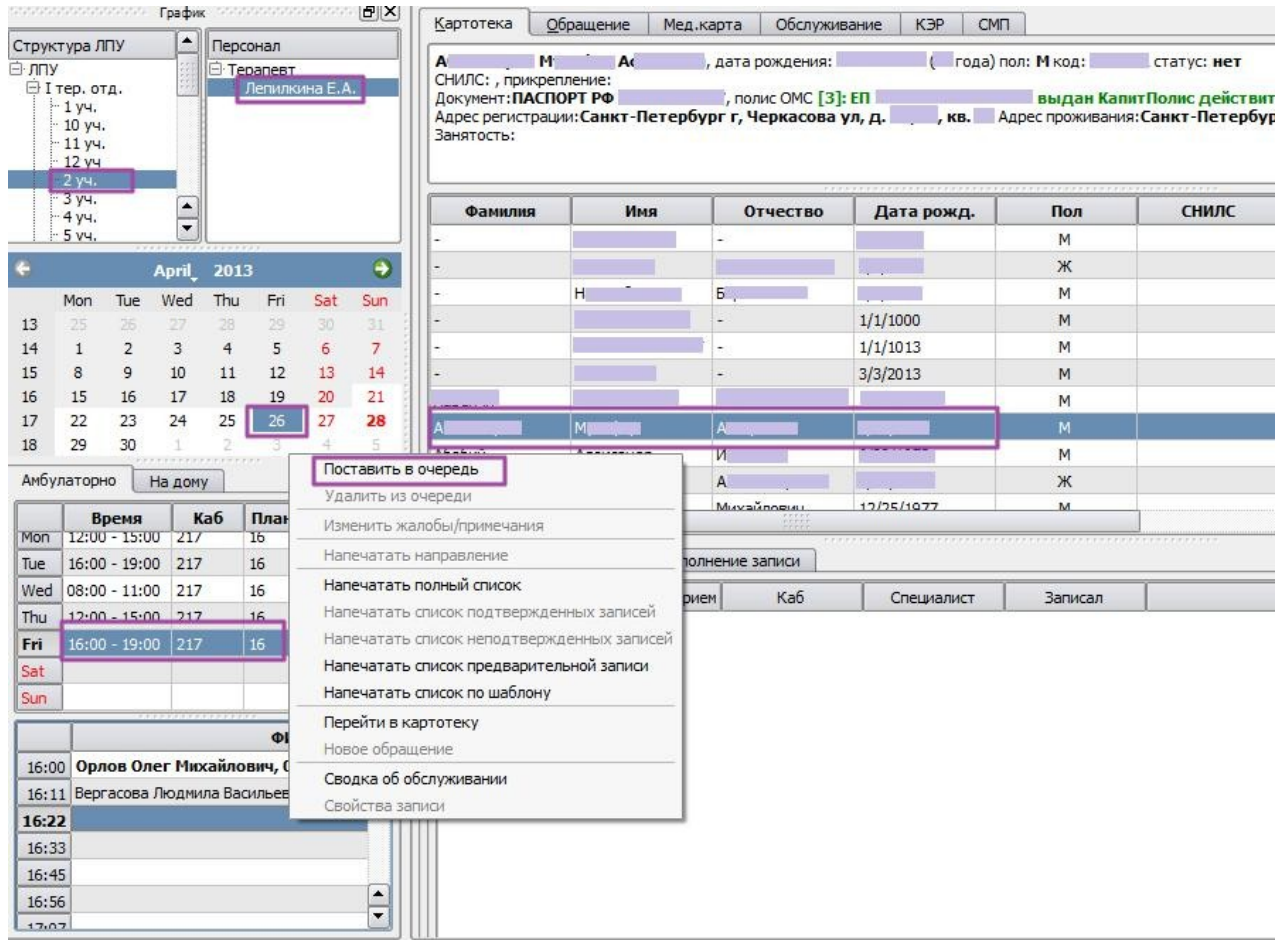 График
Структура ЛПУ
ЛПУ
I тер. отд.
1 уч.
10 уч.
11 уч.
12 уч
2 уч.
3 уч.
4 уч.
5 уч.
Персонал
Терапевт
Лепилкина Е.А.
April, 2013
Mon Tue Wed Thu Fri Sat Sun
13 25 26 27 28 29 30 31
14 1 2 3 4 5 6 7
15 8 9 10 11 12 13 14
16 15 16 17 18 19 20 21
17 22 23 24 25 26 27 28
18 29 30 1 2 3 4 5
Амбулаторно На дому
Время Каб План
Mon 12:00 - 15:00 217 16
Tue 16:00 - 19:00 217 16
Wed 08:00 - 11:00 217 16
Thu 12:00 - 15:00 217 16
Fri 16:00 - 19:00 217 16
Sat
Sun
16:00 Орлов Олег Михайлович,
16:11 Вергасова Людмила
16:22
16:33
16:45
16:56
17:07
Поставить в очередь
Удалить из очереди
Изменить жалобы/примечания
Напечатать направление
Напечатать полный список
Напечатать список подтвержденных записей
Напечатать список неподтвержденных записей
Напечатать список предварительной записи
Напечатать список по шаблону
Перейти в картотеку
Новое обращение
Сводка об обслуживании
Свойства записи
Картотека Обращение Мед.карта Обслуживание КЭР СМП
А М А , дата рождения: ( года) пол: М код: статус: нет
СНИЛС: , прикрепление:
Документ: ПАСПОРТ РФ , полис ОМС [3]: ЕП выдан КапитПолис
Адрес регистрации: Санкт-Петербург г, Черкасова ул, д. , кв. Адрес проживания:
Занятость:
Фамилия Имя Отчество Дата рожд. Пол СНИЛС
- - М
- Ж
- Н Б М
- - 1/1/1000 М
- - 1/1/1013 М
- - 3/3/2013 М
М
А М А М
И М
А Ж
Михайлович 12/25/1977 М
записи
Каб Специалист Записал